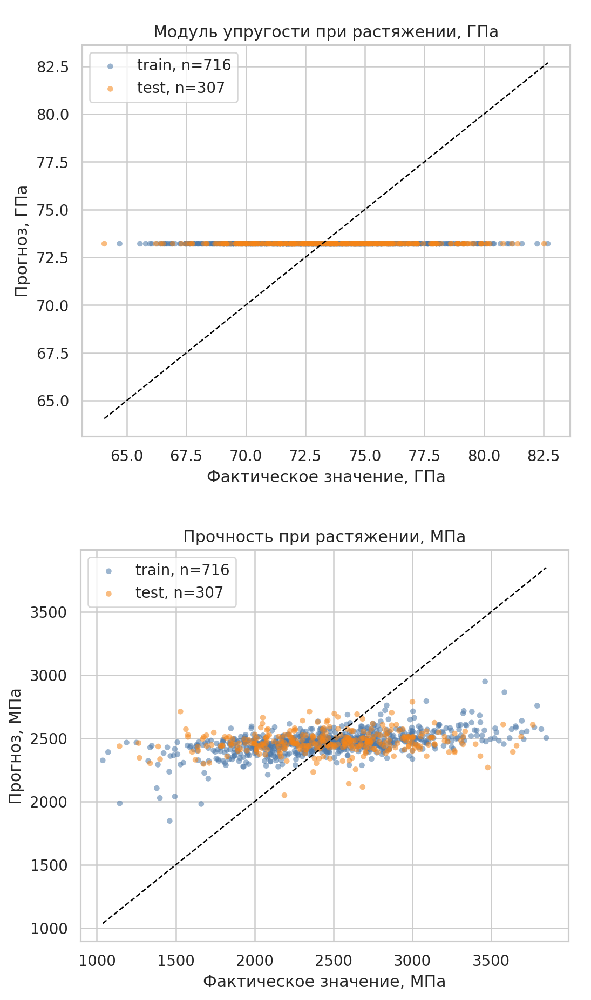 Модуль упругости при растяжении, ГПа
train, n=716
test, n=307
82.5
80.0
77.5
75.0
72.5
70.0
67.5
65.0
Прогноз, ГПа
65.0 67.5 70.0 72.5 75.0 77.5 80.0 82.5
Фактическое значение, ГПа
Прочность при растяжении, МПа
train, n=716
test, n=307
3500
3000
2500
2000
1500
1000
Прогноз, МПа
1000 1500 2000 2500 3000 3500
Фактическое значение, МПа